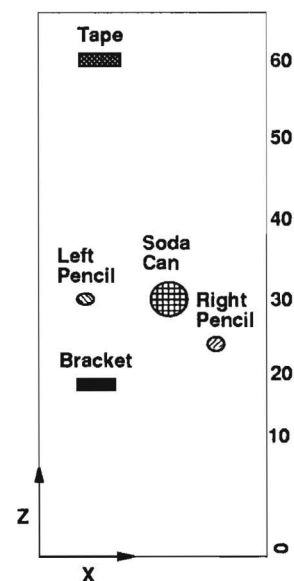 Tape
60
50
40
Soda
Can
Left
Pencil
30
Right
Pencil
Bracket
20
10
Z
0
X